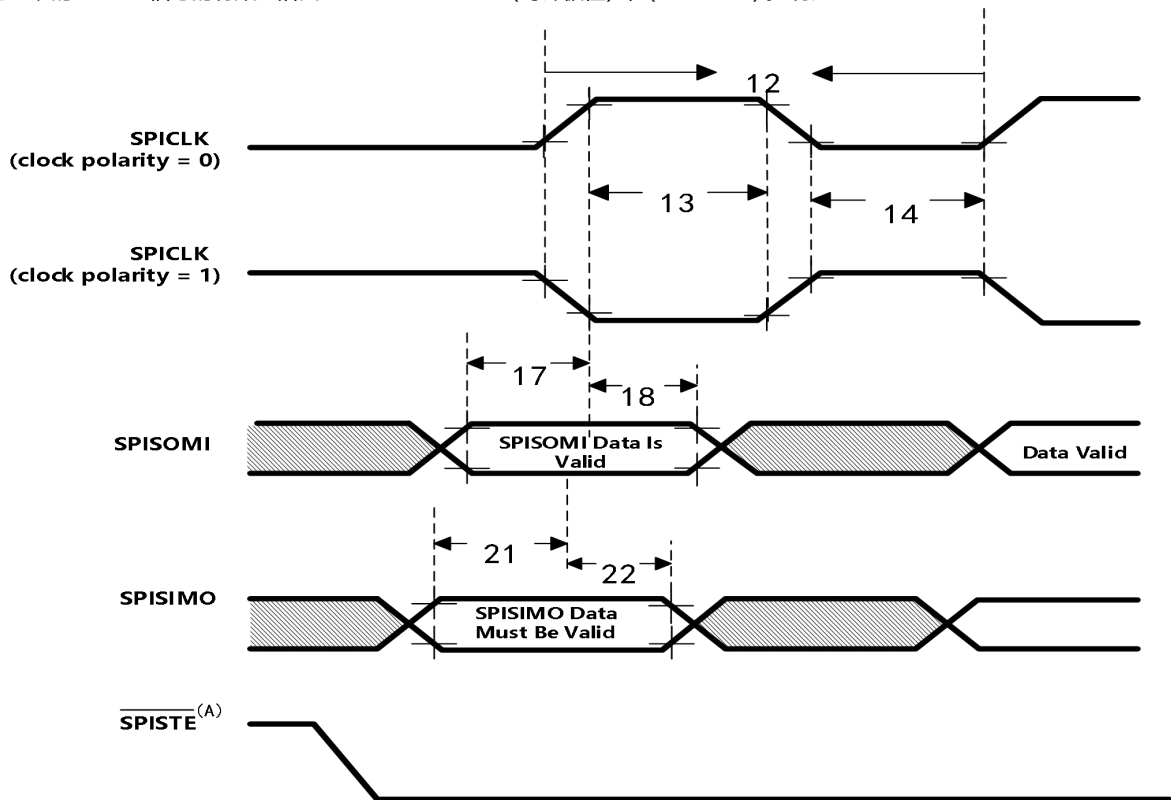 12
SPICLK
(clock polarity = 0)
13
14
SPICLK
(clock polarity = 1)
17
18
SPISOMI
SPISOMI Data Is
Valid
Data Valid
21
22
SPISIMO
SPISIMO Data
Must Be Valid
SPISTE(A)